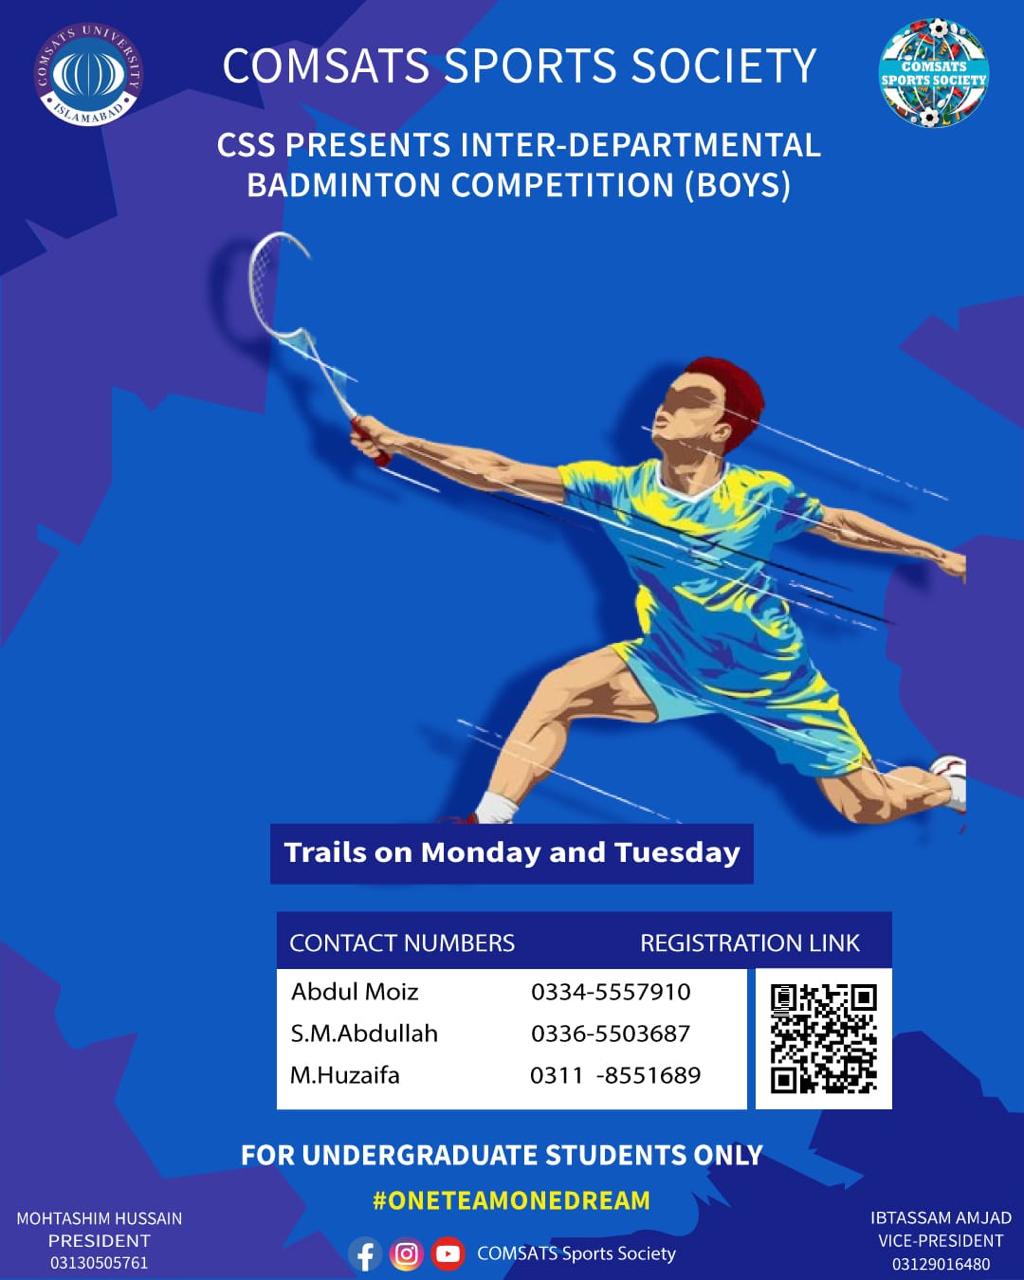 COMSATS UNIVERSITY
ISLAMABAD
COMSATS SPORTS SOCIETY
COMSATS
SPORTS SOCIETY
CSS PRESENTS INTER-DEPARTMENTAL
BADMINTON COMPETITION (BOYS)
Trails on Monday and Tuesday
CONTACT NUMBERS REGISTRATION LINK
Abdul Moiz 0334-5557910
S.M.Abdullah 0336-5503687
M.Huzaifa 0311 -8551689
FOR UNDERGRADUATE STUDENTS ONLY
#ONETEAMONEDREAM
MOHTASHIM HUSSAIN
PRESIDENT
03130505761
COMSATS Sports Society
IBTASSAM AMJAD
VICE-PRESIDENT
03129016480